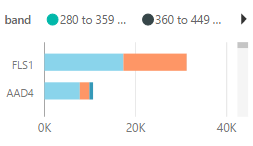 band 280 to 359 ... 360 to 449 ...
FLS1
AAD4
0K 20K 40K